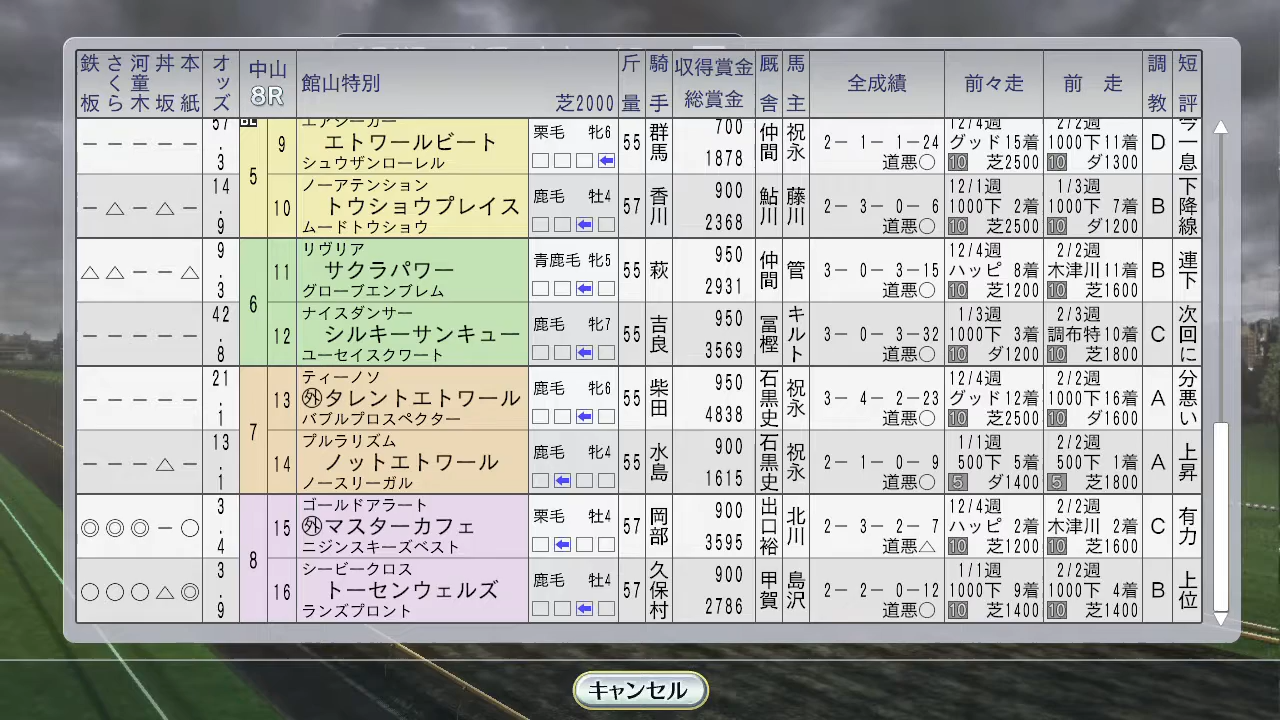 鉄板 さくら 河童木 丼坂 本紙 オッズ 中山8R 館山特別 芝2000 斤量 騎手 収得賞金 総賞金 厩舎 馬主 全成績 前々走 前走 調教 短評
－－－－－ 57.3 5 9 エアシーガー 栗毛 牝6 55 群馬 700 仲間 祝永 2－1－1－24 12/4週 2/2週 D 今一息
エトワールビート 1878 グッド15着 1000下11着
シュウザンローレル 道悪○ 10 芝2500 10 ダ1300
－△－△－ 14.9 10 ノーアテンション 鹿毛 牡4 57 香川 900 鮎川 藤川 2－3－0－6 12/1週 1/3週 B 下降線
トウショウプレイス 2368 1000下 2着 1000下 7着
ムードトウショウ 道悪○ 10 芝2500 10 ダ1200
△△－－△ 9.3 6 11 リヴリア 青鹿毛 牝5 55 萩 950 仲間 管 3－0－3－15 12/4週 2/2週 B 連下
サクラパワー 2931 ハッピ 8着 木津川11着
グローブエンブレム 道悪○ 10 芝1200 10 芝1600
－－－－－ 42.8 12 ナイスダンサー 鹿毛 牝7 55 吉良 950 冨樫 キルト 3－0－3－32 1/3週 2/2週 C 次回に
シルキーサンキュー 3569 1000下 3着 調布特10着
ユーセイスクワート 道悪○ 10 ダ1200 10 芝1800
－－－－－ 21.1 7 13 ティーノソ 鹿毛 牝6 55 柴田 950 石黒史 祝永 3－4－2－23 12/4週 2/2週 A 分悪い
外タレントエトワール 4838 グッド12着 1000下16着
バブルプロスペクター 道悪○ 10 芝2500 10 ダ1600
－－－△－ 13.1 14 プルラリズム 鹿毛 牝4 55 水島 900 石黒史 祝永 2－1－0－9 1/1週 2/2週 A 上昇
ノットエトワール 1615 500下 5着 500下 1着
ノースリーガル 道悪○ 5 ダ1400 5 芝1800
◎◎◎－○ 3.4 8 15 ゴールドアラート 栗毛 牡4 57 岡部 900 出口裕 北川 2－3－2－7 12/4週 2/2週 C 有力
外マスターカフェ 3595 ハッピ 2着 木津川 2着
ニジンスキーズベスト 道悪△ 10 芝1200 10 芝1600
○○○△◎ 3.9 16 シービークロス 鹿毛 牡4 57 久保村 900 甲賀 島沢 2－2－0－12 1/1週 2/2週 B 上位
トーセンウェルズ 2786 1000下 9着 1000下 4着
ランズプロント 道悪○ 10 芝1400 10 芝1400
キャンセル